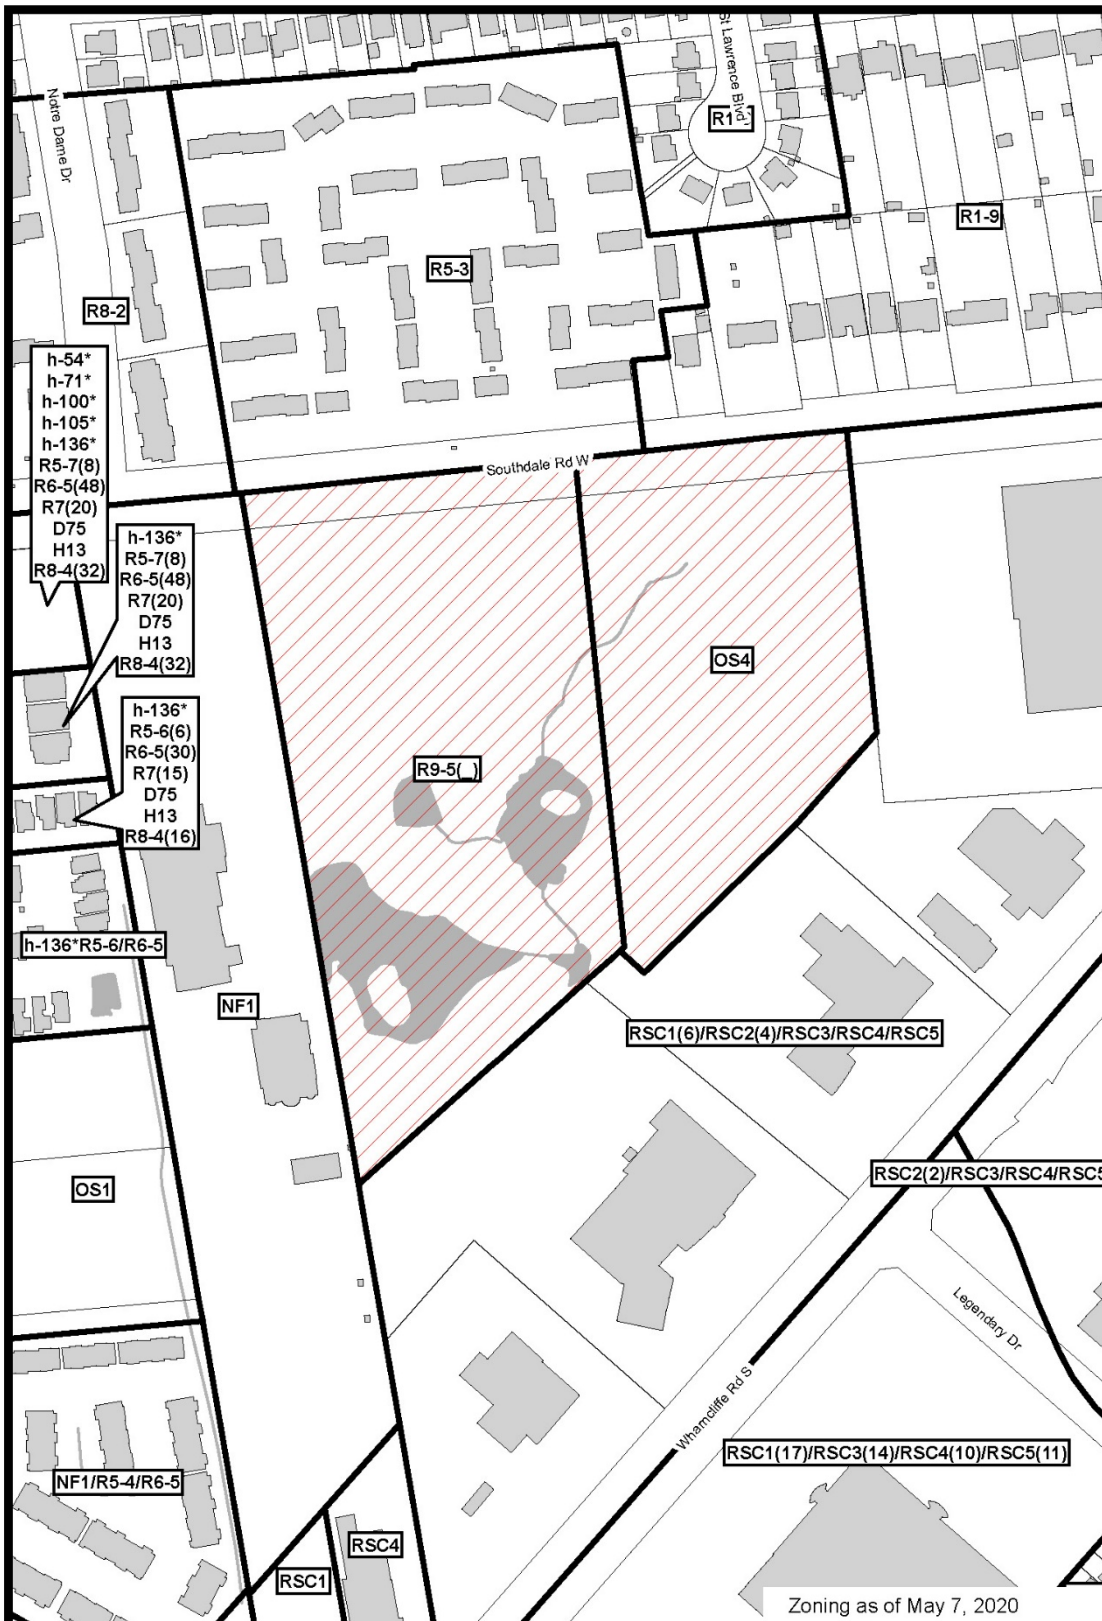 St Lawrence Blvd
Notre Dame Dr
R1
R1-9
R5-3
R8-2
h-54*
h-71*
h-100*
h-105*
h-136*
R5-7(8)
R6-5(48)
R7(20)
D75
H13
R8-4(32)
Southdale Rd W
h-136*
R5-7(8)
R6-5(48)
R7(20)
D75
H13
R8-4(32)
OS4
h-136*
R5-6(6)
R6-5(30)
R7(15)
D75
H13
R8-4(16)
R9-5(_)
h-136*R5-6/R6-5
NF1
RSC1(6)/RSC2(4)/RSC3/RSC4/RSC5
RSC2(2)/RSC3/RSC4/RSC5
OS1
Legendary Dr
Wharncliffe Rd S
RSC1(17)/RSC3(14)/RSC4(10)/RSC5(11)
NF1/R5-4/R6-5
RSC4
RSC1
Zoning as of May 7, 2020